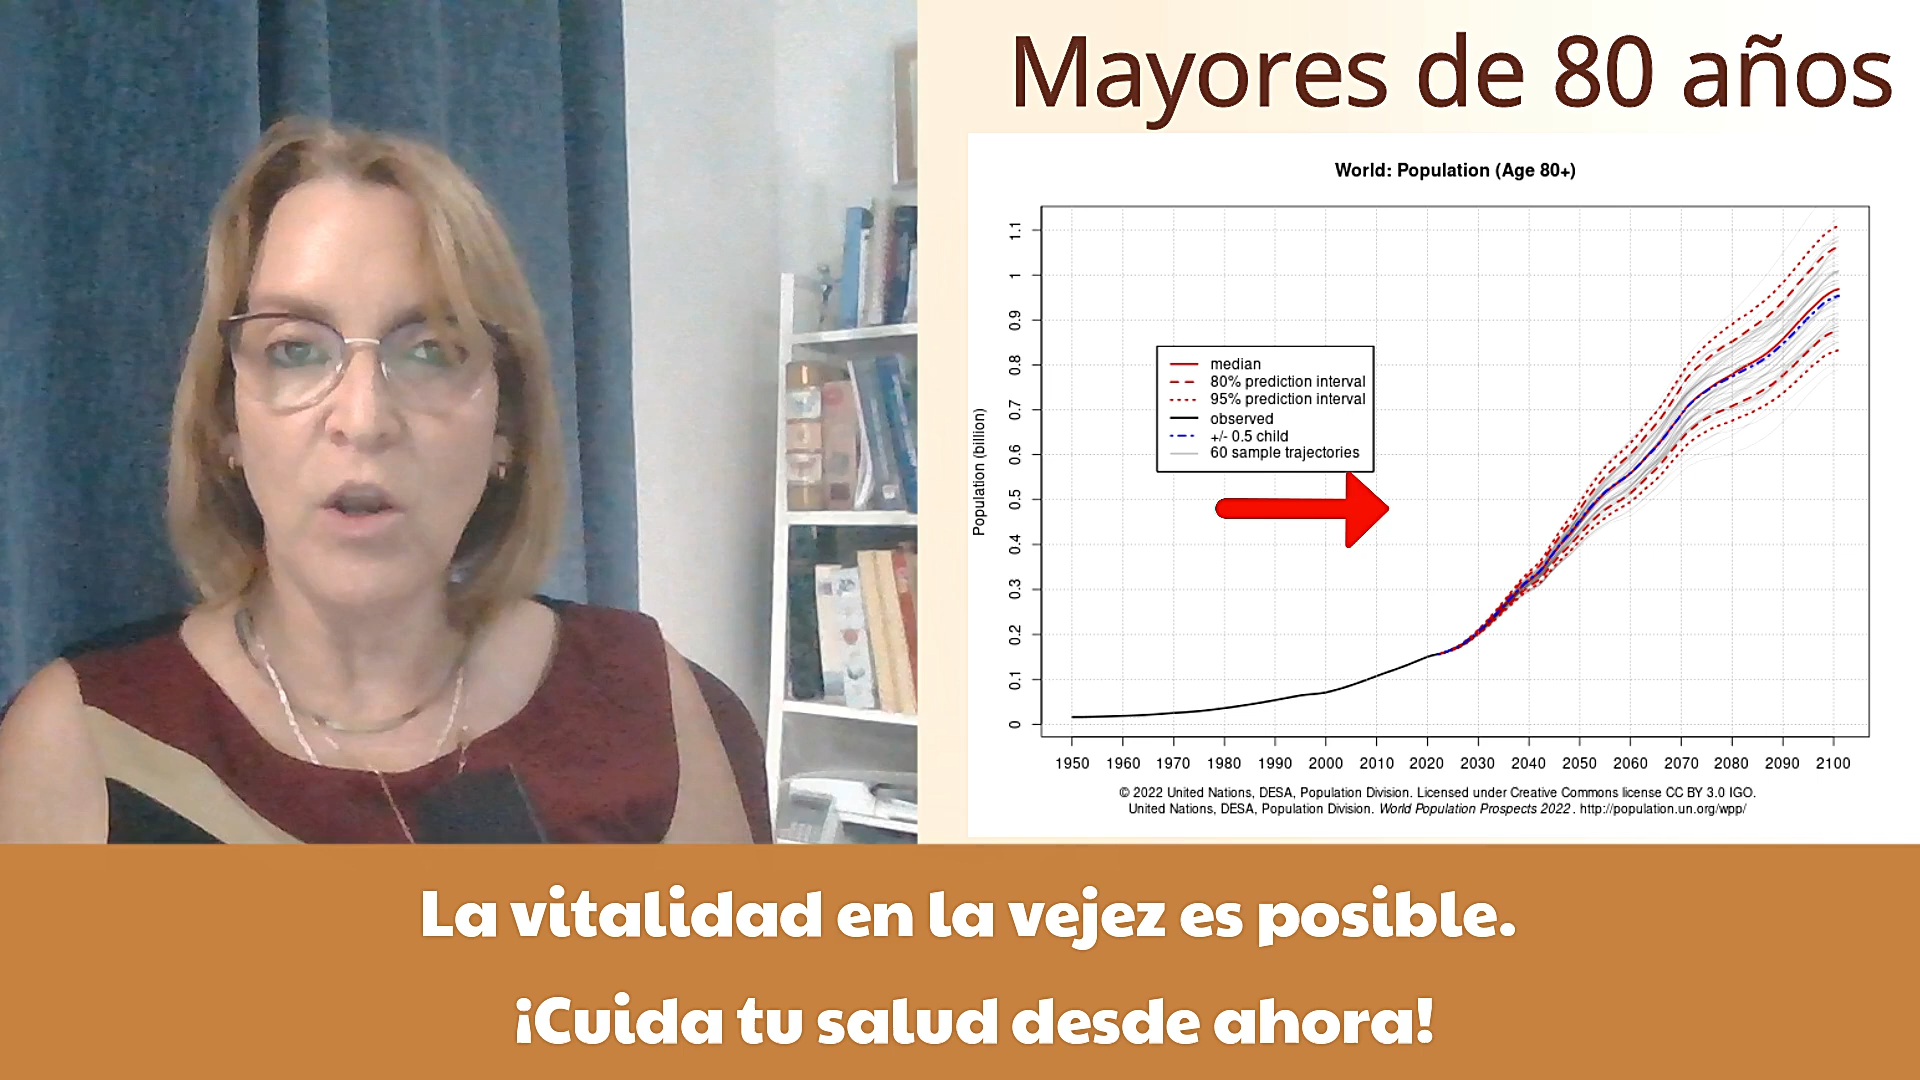 Mayores de 80 años
World: Population (Age 80+)
Population (billion)
1.1
1
0.9
0.8
0.7
0.6
0.5
0.4
0.3
0.2
0.1
0
median
80% prediction interval
95% prediction interval
observed
+/- 0.5 child
60 sample trajectories
1950 1960 1970 1980 1990 2000 2010 2020 2030 2040 2050 2060 2070 2080 2090 2100
© 2022 United Nations, DESA, Population Division. Licensed under Creative Commons license CC BY 3.0 IGO.
United Nations, DESA, Population Division. World Population Prospects 2022. http://population.un.org/wpp/
La vitalidad en la vejez es posible.
¡Cuida tu salud desde ahora!